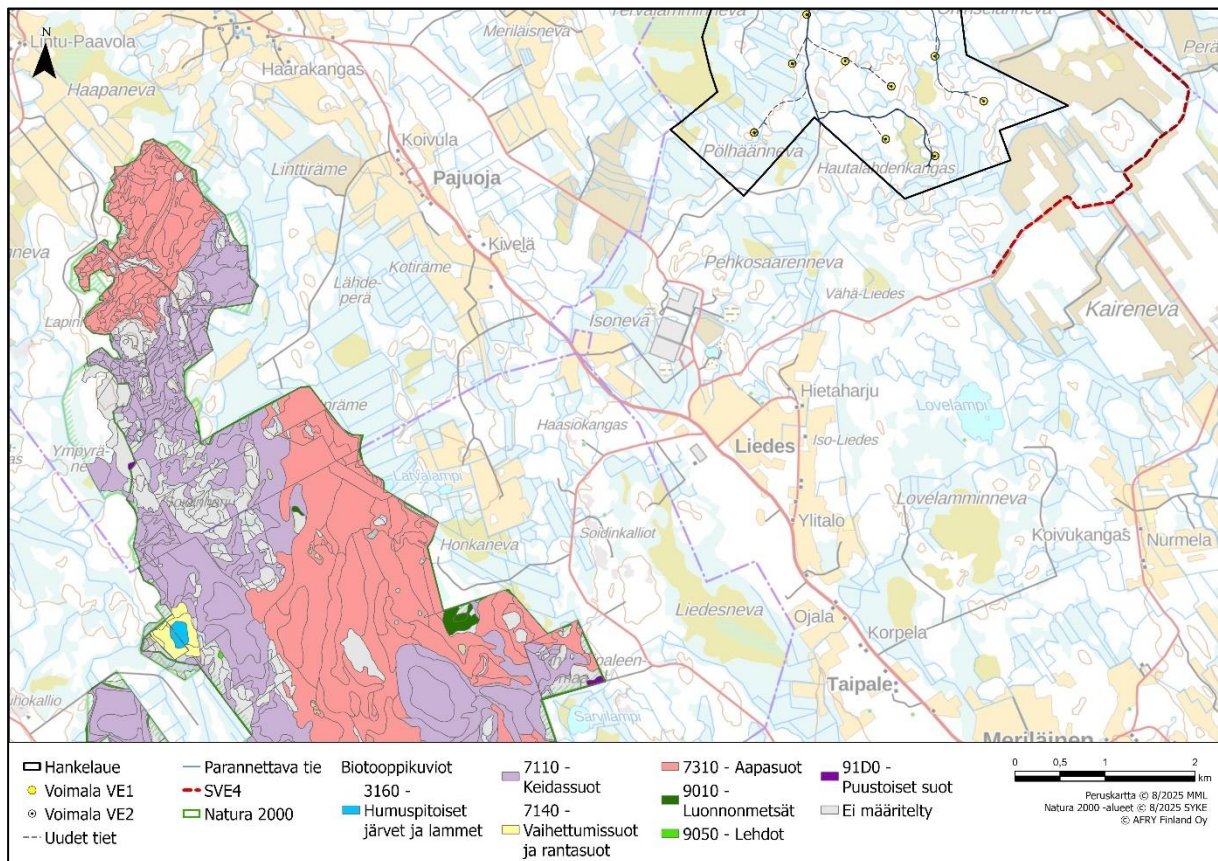 N
Lintu-Paavola
Haapaneva
Haarakangas
Meriläisneva
Koivula
Linttiräme
Pajuoja
Kivelä
Kotiräme
Lähde-
perä
Pölhäänneva
Hautalahdenkangas
Pehkosaarenneva
Vähä-Liedes
Isoneva
Kaireneva
Hietaharju
Lovelampi
Haasiokangas
Liedes
Iso-Liedes
Latvalampi
Ympyrä-
Lovelamminneva
Ylitalo
Koivukangas
Nurmela
Honkaneva
Soidinkalliot
Liedesneva
Ojala
Korpela
Taipale
Särvilampi
Meriläinen
Hankelaue
Voimala VE1
Voimala VE2
Uudet tiet
Parannettava tie
SVE4
Natura 2000
Biotooppikuviot
3160 -
Humuspitoiset
järvet ja lammet
7110 -
Keidassuot
7140 -
Vaihettumissuot
ja rantasuot
7310 - Aapasuot
9010 -
Luonnonmetsät
9050 - Lehdot
91D0 -
Puustoiset suot
Ei määritelty
0 0,5 1 2
km
Peruskartta © 8/2025 MML
Natura 2000 -alueet © 8/2025 SYKE
© AFRY Finland Oy